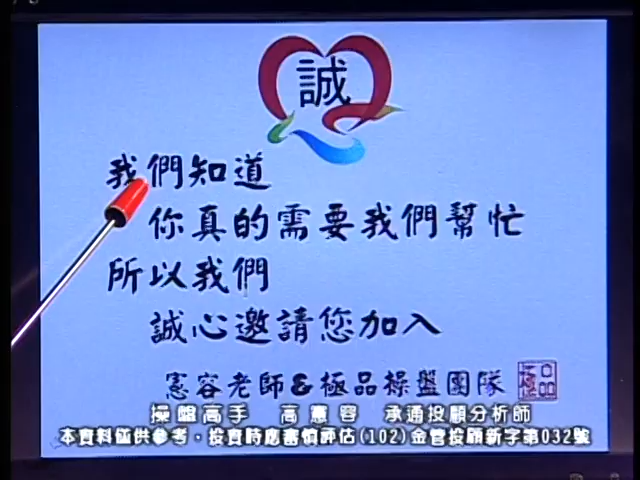 誠
我們知道
你真的需要我們幫忙
所以我們
誠心邀請您加入
憲容老師&極品操盤團隊
極品
操盤高手 高憲容 承通投顧分析師
本資料僅供參考，投資時應審慎評估(102)金管投顧新字第032號